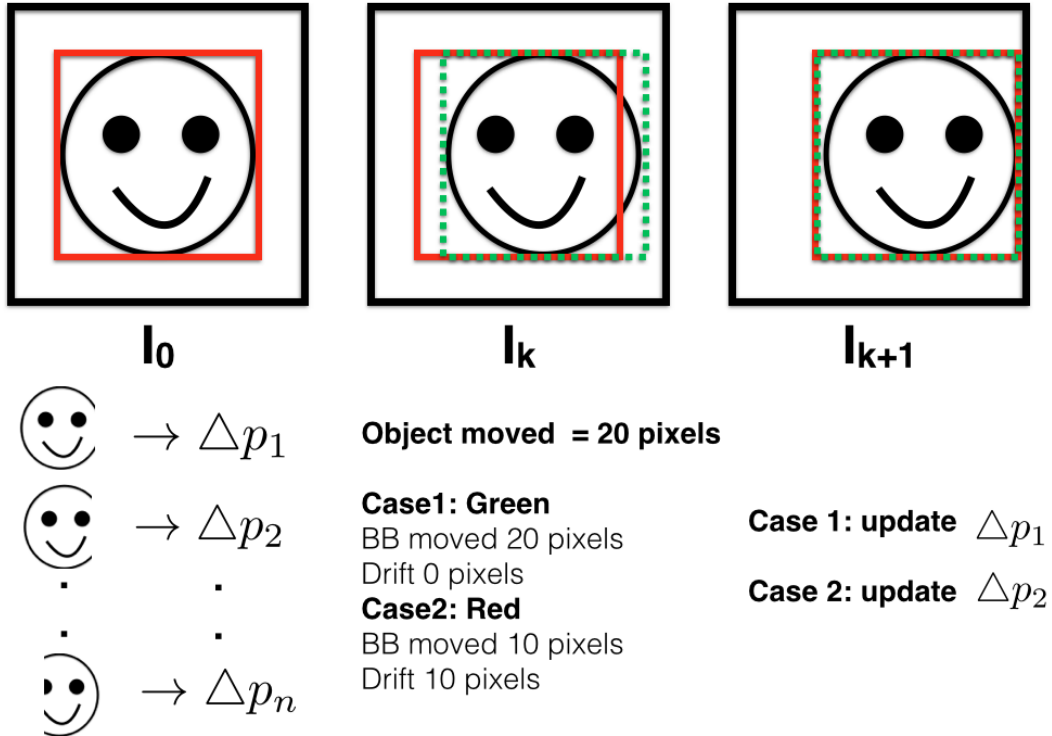 I₀
Iₖ
Iₖ₊₁
→ △p₁
→ △p₂
. .
. .
→ △pₙ
Object moved = 20 pixels
Case1: Green
BB moved 20 pixels
Drift 0 pixels
Case2: Red
BB moved 10 pixels
Drift 10 pixels
Case 1: update △p₁
Case 2: update △p₂